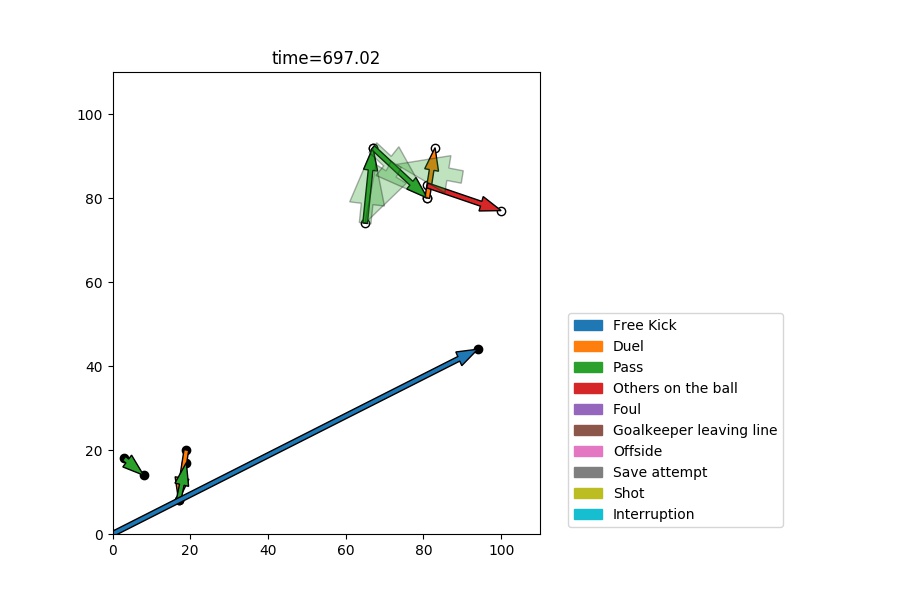 time=697.02
100
80
60
40
20
0
0 20 40 60 80 100
Free Kick
Duel
Pass
Others on the ball
Foul
Goalkeeper leaving line
Offside
Save attempt
Shot
Interruption